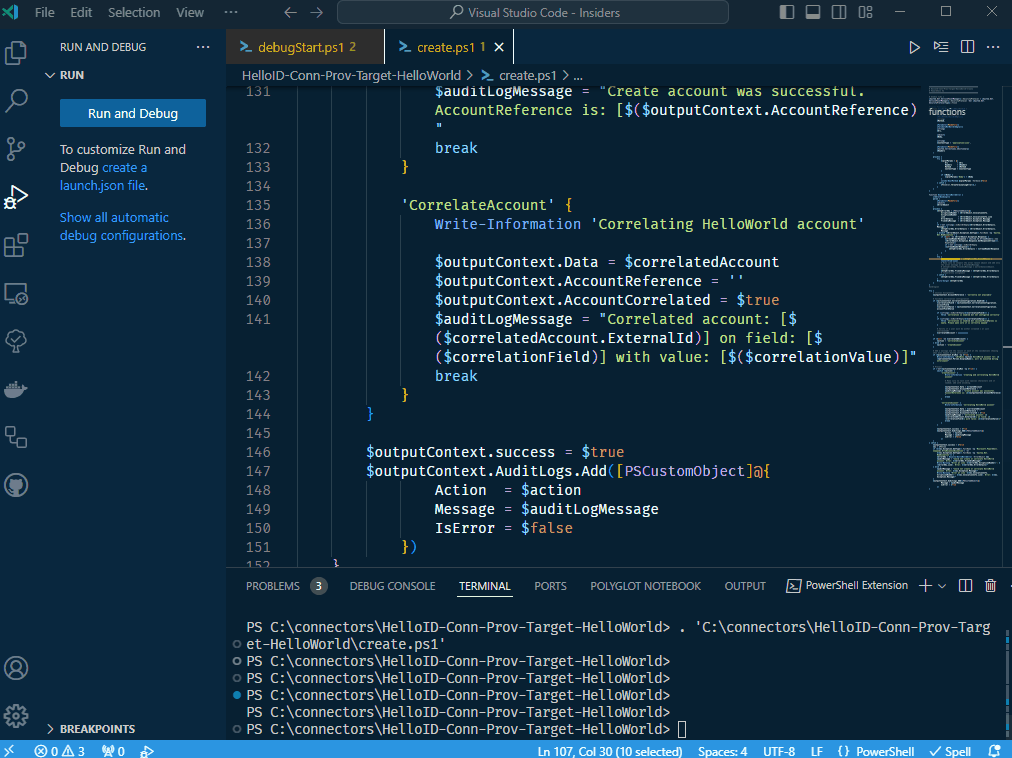 File Edit Selection View ··· Visual Studio Code - Insiders
RUN AND DEBUG ···
debugStart.ps1 2
create.ps1 1
RUN
HelloID-Conn-Prov-Target-HelloWorld > create.ps1 > ...
Run and Debug
To customize Run and
Debug create a
launch.json file.
Show all automatic
debug configurations.
131 $auditLogMessage = "Create account was successful.
AccountReference is: [$($outputContext.AccountReference)
"
132 break
133 }
134
135 'CorrelateAccount' {
136 Write-Information 'Correlating HelloWorld account'
137
138 $outputContext.Data = $correlatedAccount
139 $outputContext.AccountReference = ''
140 $outputContext.AccountCorrelated = $true
141 $auditLogMessage = "Correlated account: [$
($correlatedAccount.ExternalId)] on field: [$
($correlationField)] with value: [$($correlationValue)]"
142 break
143 }
144 }
145
146 $outputContext.success = $true
147 $outputContext.AuditLogs.Add([PSCustomObject]@{
148 Action = $action
149 Message = $auditLogMessage
150 IsError = $false
151 })
152 }
functions
PROBLEMS 3 DEBUG CONSOLE TERMINAL PORTS POLYGLOT NOTEBOOK OUTPUT PowerShell Extension
PS C:\connectors\HelloID-Conn-Prov-Target-HelloWorld> . 'C:\connectors\HelloID-Conn-Prov-Targ
et-HelloWorld\create.ps1'
PS C:\connectors\HelloID-Conn-Prov-Target-HelloWorld>
PS C:\connectors\HelloID-Conn-Prov-Target-HelloWorld>
PS C:\connectors\HelloID-Conn-Prov-Target-HelloWorld>
PS C:\connectors\HelloID-Conn-Prov-Target-HelloWorld>
PS C:\connectors\HelloID-Conn-Prov-Target-HelloWorld>
BREAKPOINTS
0 3 0 Ln 107, Col 30 (10 selected) Spaces: 4 UTF-8 LF {} PowerShell Spell